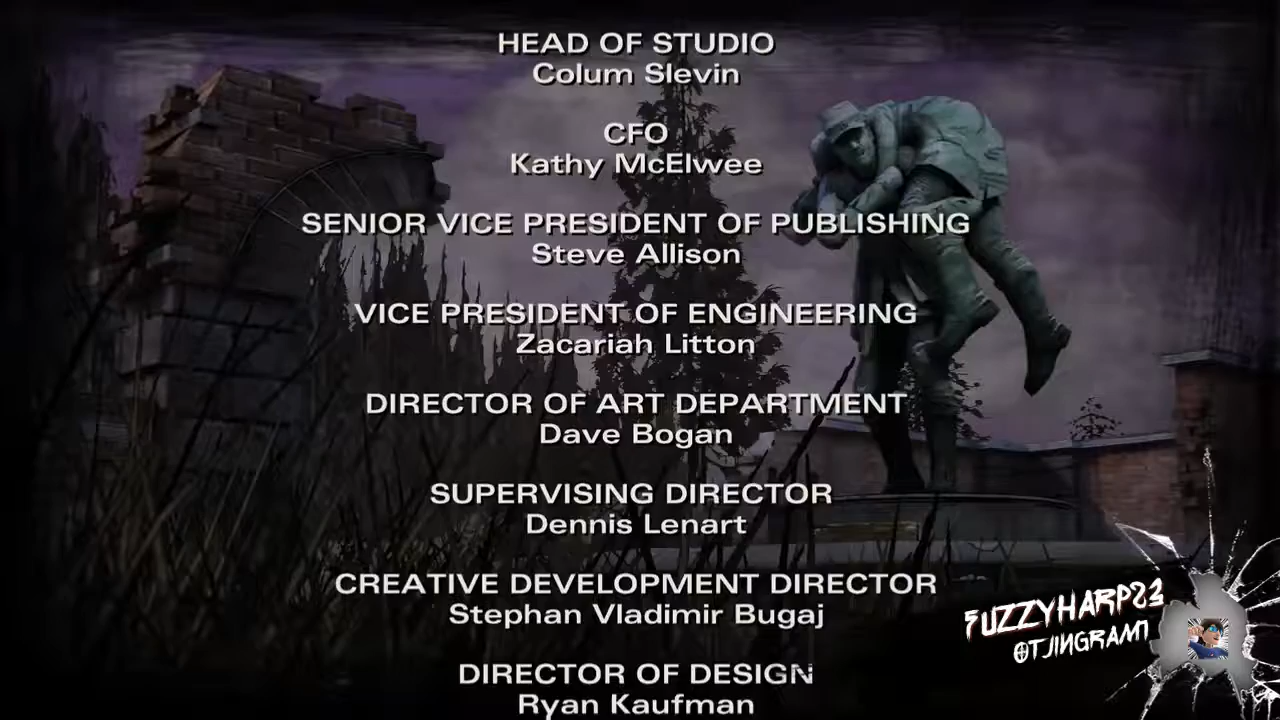 HEAD OF STUDIO
Colum Slevin
CFO
Kathy McElwee
SENIOR VICE PRESIDENT OF PUBLISHING
Steve Allison
VICE PRESIDENT OF ENGINEERING
Zacariah Litton
DIRECTOR OF ART DEPARTMENT
Dave Bogan
SUPERVISING DIRECTOR
Dennis Lenart
CREATIVE DEVELOPMENT DIRECTOR
Stephan Vladimir Bugaj
FUZZYHARP23
@TJINGRAM1
DIRECTOR OF DESIGN
Ryan Kaufman